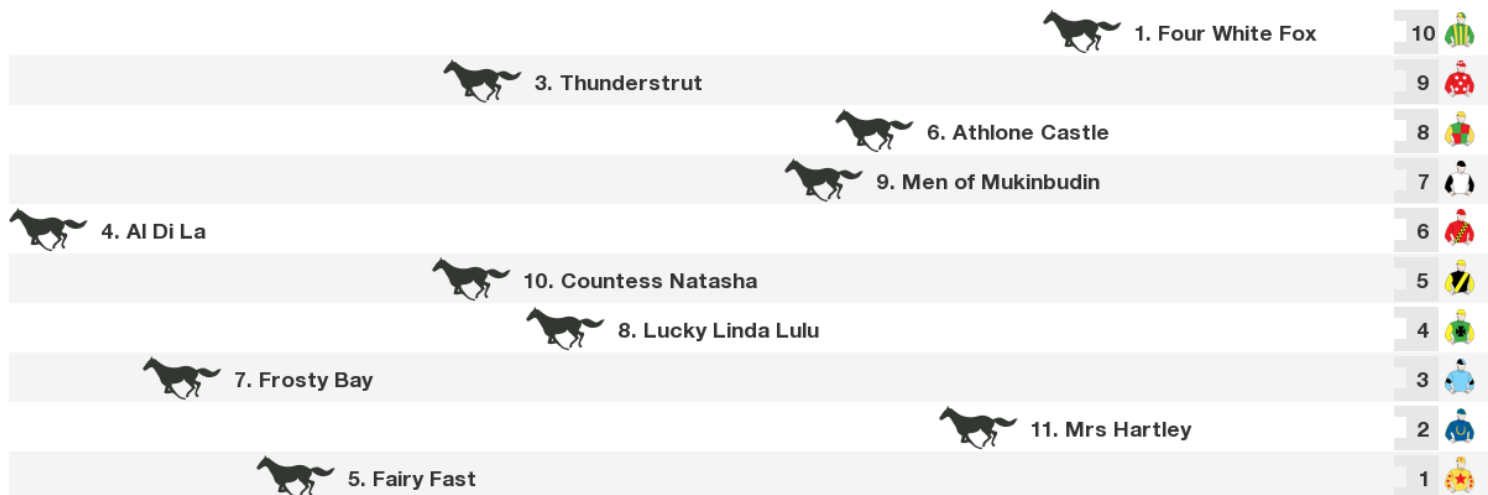 1. Four White Fox 10
3. Thunderstrut 9
6. Athlone Castle 8
9. Men of Mukinbudin 7
4. Al Di La 6
10. Countess Natasha 5
8. Lucky Linda Lulu 4
7. Frosty Bay 3
11. Mrs Hartley 2
5. Fairy Fast 1